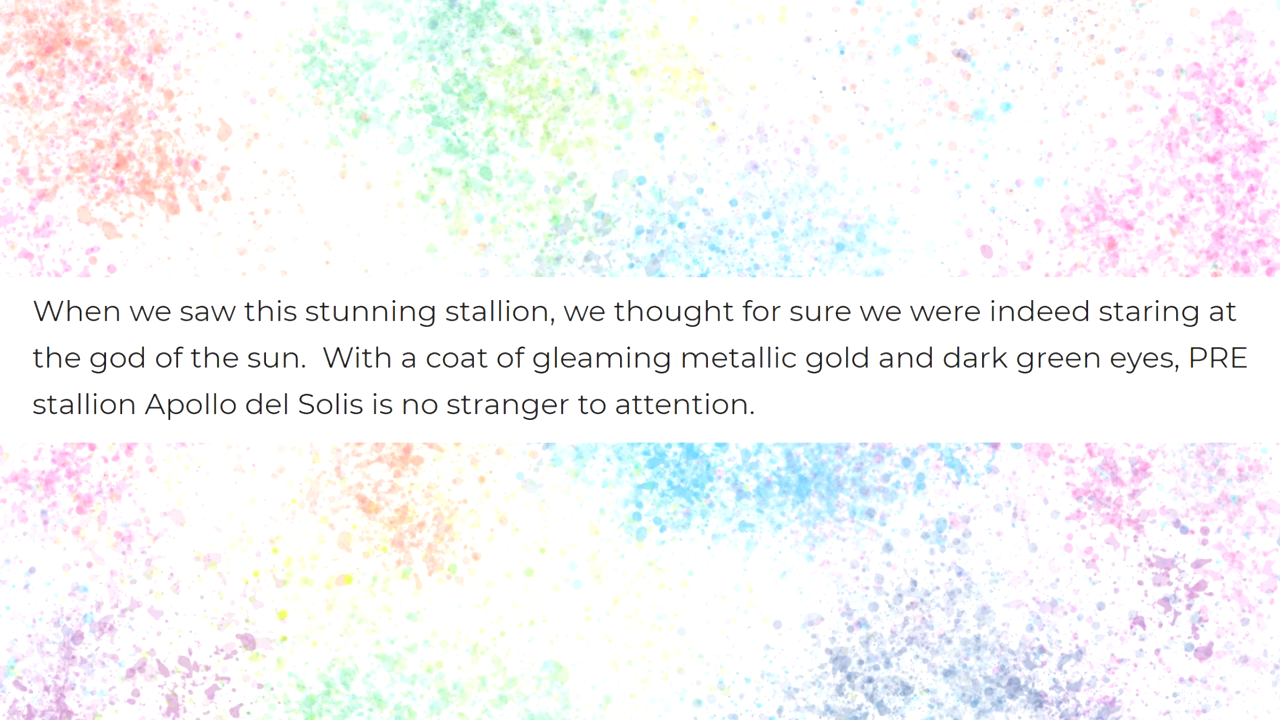 When we saw this stunning stallion, we thought for sure we were indeed staring at
the god of the sun.  With a coat of gleaming metallic gold and dark green eyes, PRE
stallion Apollo del Solis is no stranger to attention.